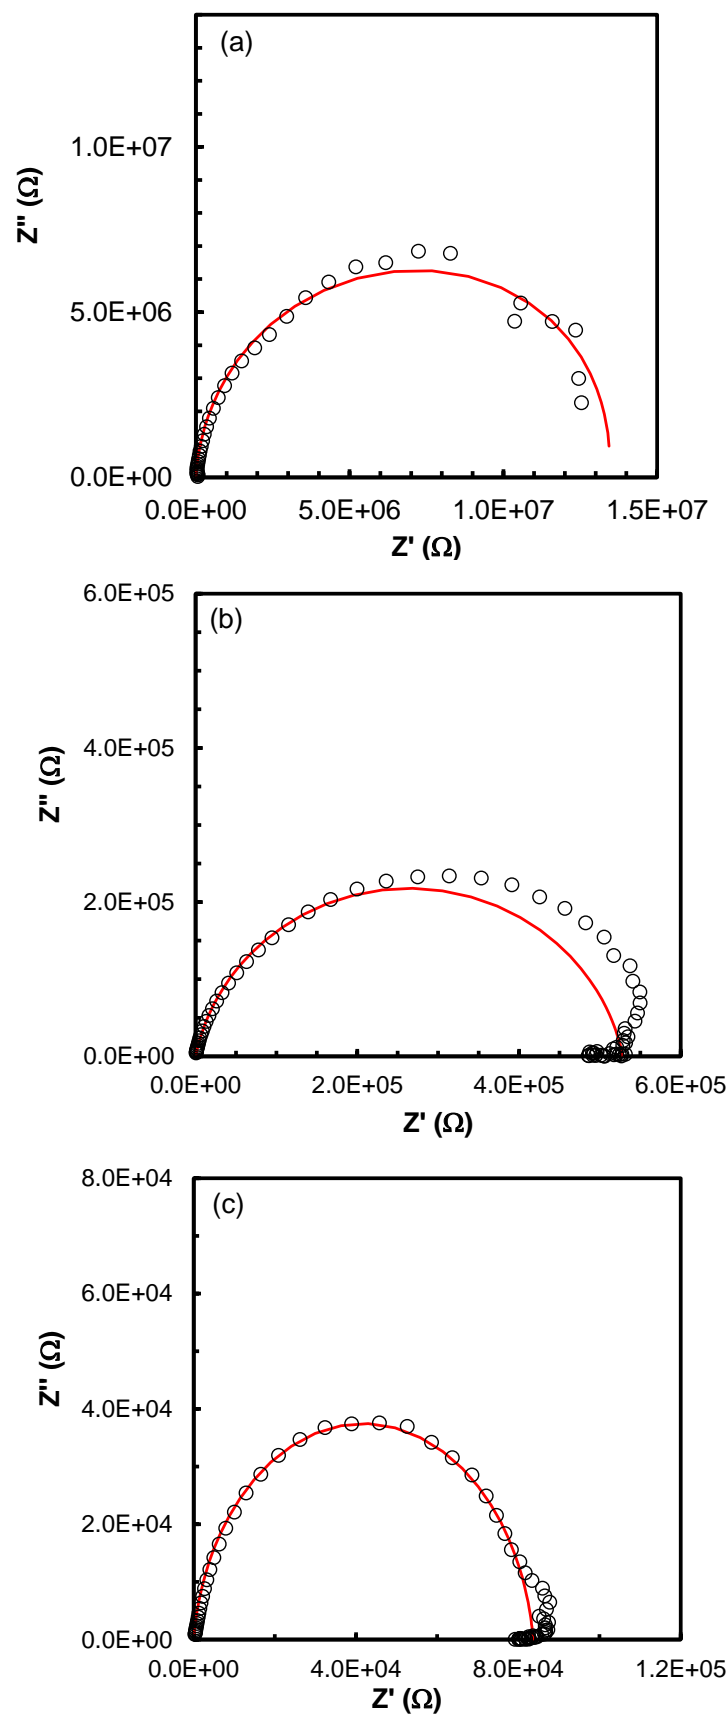 (a)
Z'' (Ω)
1.0E+07
5.0E+06
0.0E+00
0.0E+00 5.0E+06 1.0E+07 1.5E+07
Z' (Ω)
(b)
Z'' (Ω)
6.0E+05
4.0E+05
2.0E+05
0.0E+00
0.0E+00 2.0E+05 4.0E+05 6.0E+05
Z' (Ω)
(c)
Z'' (Ω)
8.0E+04
6.0E+04
4.0E+04
2.0E+04
0.0E+00
0.0E+00 4.0E+04 8.0E+04 1.2E+05
Z' (Ω)